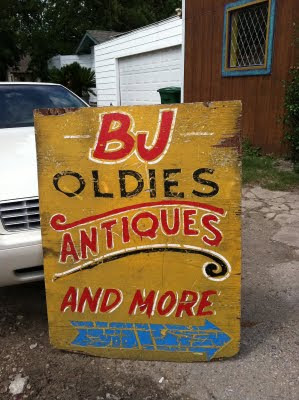 BJ
OLDIES
ANTIQUES
AND MORE